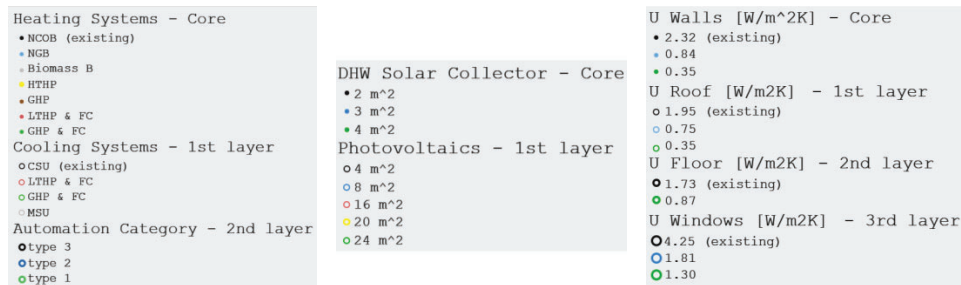 Heating Systems - Core
NCOB (existing)
NGB
Biomass B
HTHP
GHP
LTHP & FC
GHP & FC
Cooling Systems - 1st layer
CSU (existing)
LTHP & FC
GHP & FC
MSU
Automation Category - 2nd layer
type 3
type 2
type 1
DHW Solar Collector - Core
2 m^2
3 m^2
4 m^2
Photovoltaics - 1st layer
4 m^2
8 m^2
16 m^2
20 m^2
24 m^2
U Walls [W/m^2K] - Core
2.32 (existing)
0.84
0.35
U Roof [W/m2K] - 1st layer
1.95 (existing)
0.75
0.35
U Floor [W/m2K] - 2nd layer
1.73 (existing)
0.87
U Windows [W/m2K] - 3rd layer
4.25 (existing)
1.81
1.30